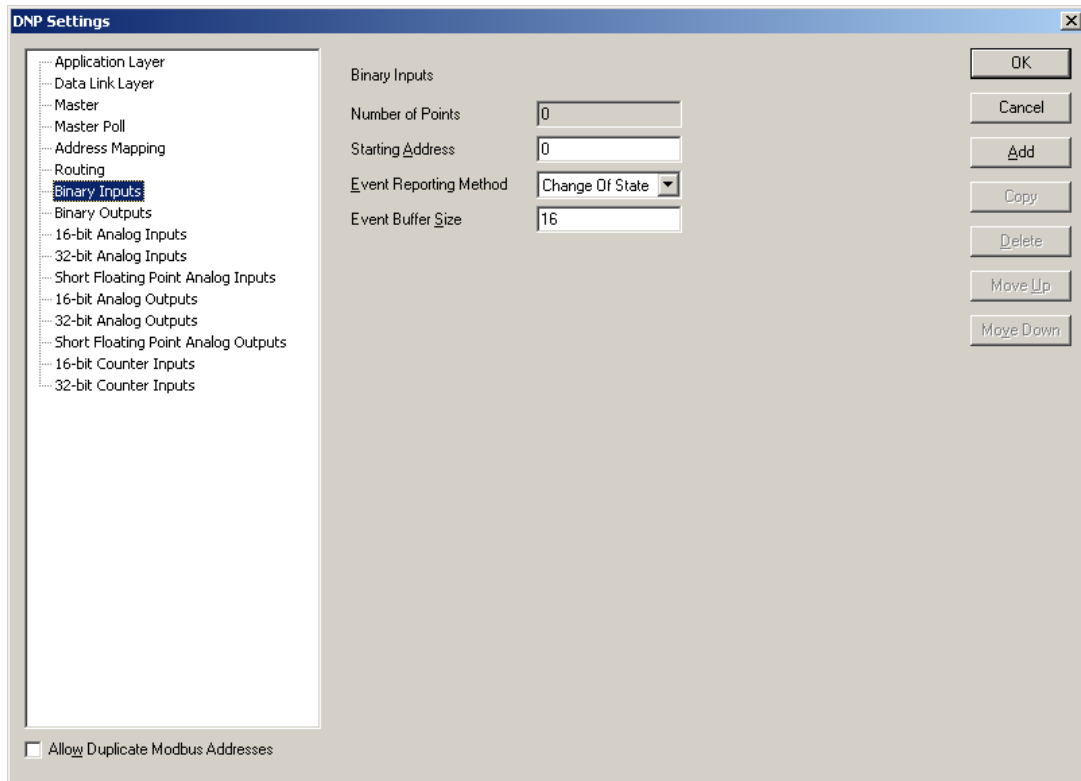 DNP Settings
Application Layer
Data Link Layer
Master
Master Poll
Address Mapping
Routing
Binary Inputs
Binary Outputs
16-bit Analog Inputs
32-bit Analog Inputs
Short Floating Point Analog Inputs
16-bit Analog Outputs
32-bit Analog Outputs
Short Floating Point Analog Outputs
16-bit Counter Inputs
32-bit Counter Inputs
Allow Duplicate Modbus Addresses
Binary Inputs
Number of Points 0
Starting Address 0
Event Reporting Method Change Of State
Event Buffer Size 16
OK
Cancel
Add
Copy
Delete
Move Up
Move Down